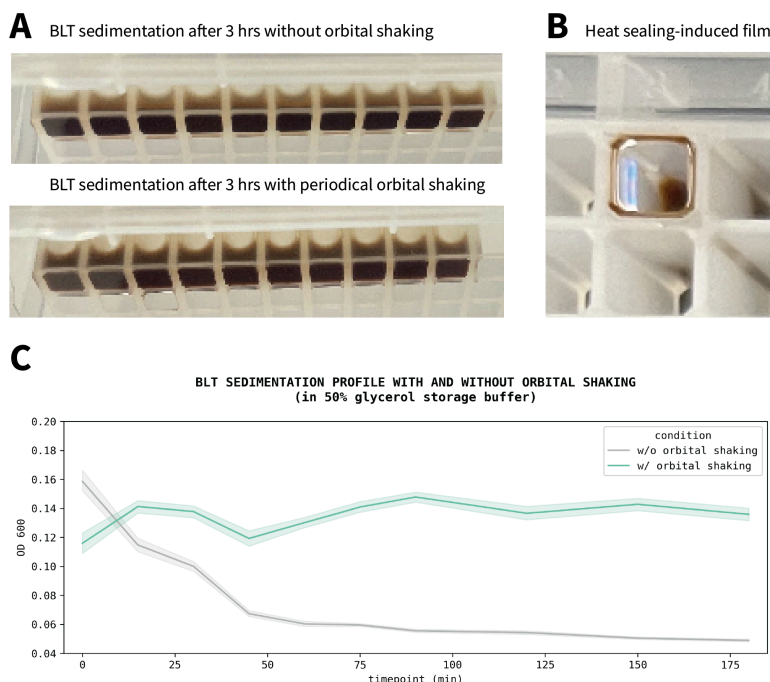 A BLT sedimentation after 3 hrs without orbital shaking
BLT sedimentation after 3 hrs with periodical orbital shaking
B Heat sealing-induced film
C
BLT SEDIMENTATION PROFILE WITH AND WITHOUT ORBITAL SHAKING
(in 50% glycerol storage buffer)
condition
w/o orbital shaking
w/ orbital shaking
OD 600
0.20
0.18
0.16
0.14
0.12
0.10
0.08
0.06
0.04
0 25 50 75 100 125 150 175
timepoint (min)